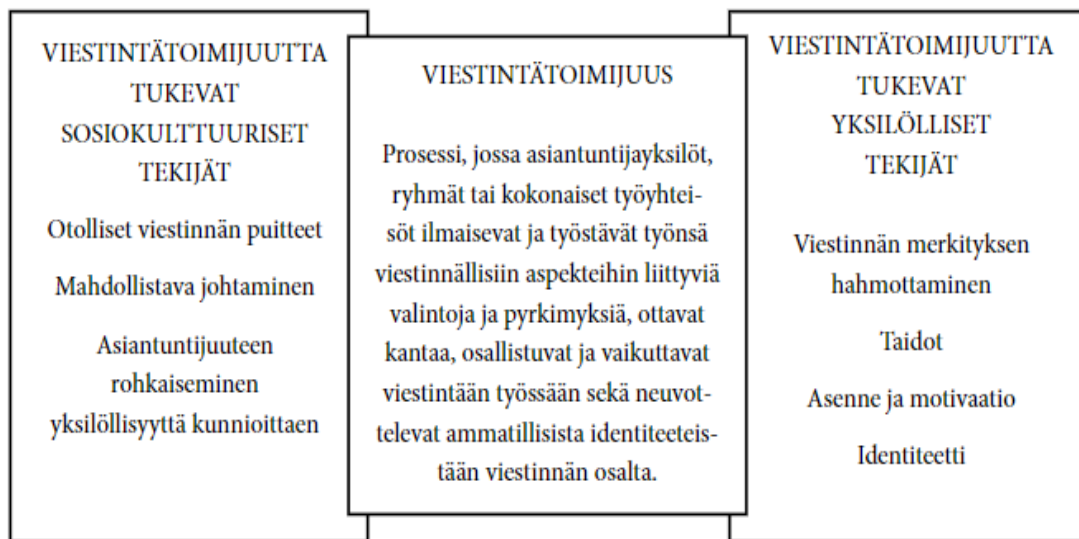 VIESTINTÄTOIMIJUUTTA
TUKEVAT
SOSIOKULTTUURISET
TEKIJÄT
Otolliset viestinnän puitteet
Mahdollistava johtaminen
Asiantuntijuuteen
rohkaiseminen
yksilöllisyyttä kunnioittaen
VIESTINTÄTOIMIJUUS
Prosessi, jossa asiantuntijayksilöt,
ryhmät tai kokonaiset työyhtei-
söt ilmaisevat ja työstävät työnsä
viestinnällisiin aspekteihin liittyviä
valintoja ja pyrkimyksiä, ottavat
kantaa, osallistuvat ja vaikuttavat
viestintään työssään sekä neuvot-
televat ammatillisista identiteeteis-
tään viestinnän osalta.
VIESTINTÄTOIMIJUUTTA
TUKEVAT
YKSILÖLLISET
TEKIJÄT
Viestinnän merkityksen
hahmottaminen
Taidot
Asenne ja motivaatio
Identiteetti